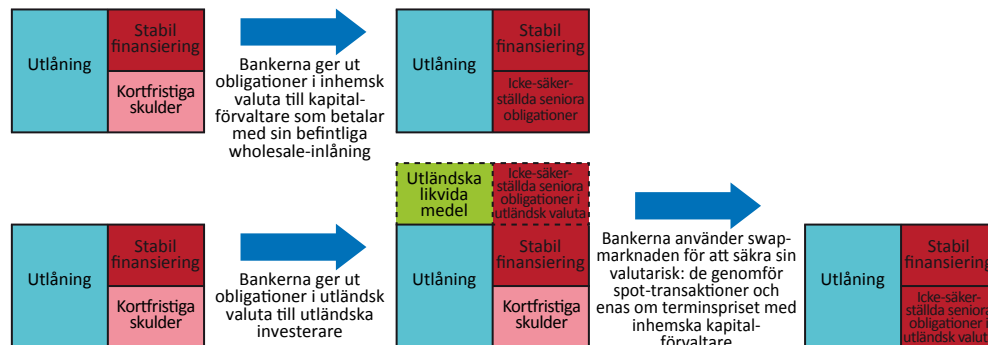 Utlåning
Stabil
finansiering
Kortfristiga
skulder
Bankerna ger ut
obligationer i inhemsk
valuta till kapital-
förvaltare som betalar
med sin befintliga
wholesale-inlåning
Utlåning
Stabil
finansiering
Icke-säker-
ställda seniora
obligationer
Utlåning
Stabil
finansiering
Kortfristiga
skulder
Bankerna ger ut
obligationer i utländsk
valuta till utländska
investerare
Utländska
likvida
medel
Icke-säker-
ställda seniora
obligationer i
utländsk valuta
Utlåning
Stabil
finansiering
Kortfristiga
skulder
Bankerna använder swap-
marknaden för att säkra sin
valutarisk: de genomför
spot-transaktioner och
enas om terminspriset med
inhemska kapital-
förvaltare
Utlåning
Stabil
finansiering
Icke-säker-
ställda seniora
obligationer i
utländsk valuta